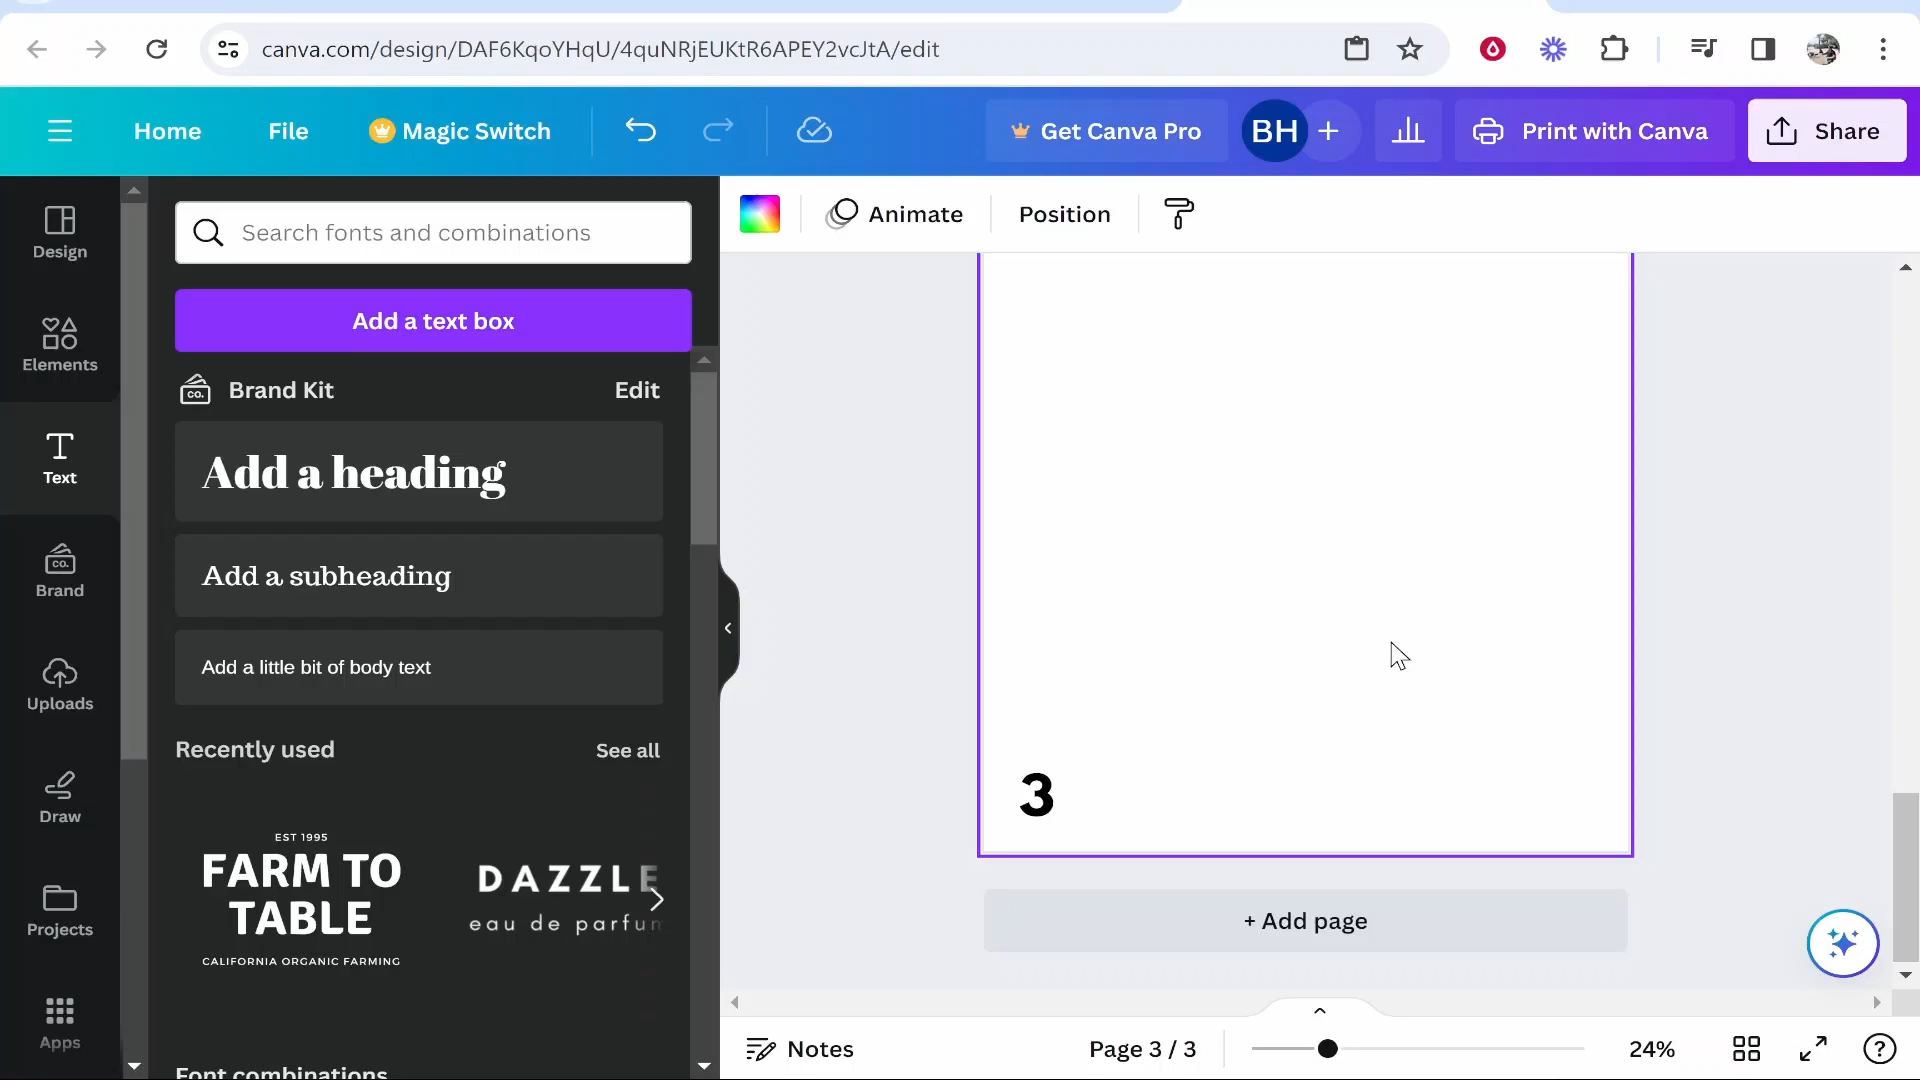 canva.com/design/DAF6KqoYHqU/4quNRjEUKtR6APEY2vcJtA/edit
Home
File
Magic Switch
Get Canva Pro
BH
Print with Canva
Share
Design
Elements
Text
Brand
Uploads
Draw
Projects
Apps
Search fonts and combinations
Add a text box
CO.
Brand Kit
Edit
Add a heading
Add a subheading
Add a little bit of body text
Recently used
See all
EST 1995
FARM TO
TABLE
CALIFORNIA ORGANIC FARMING
DAZZLE
eau de parfum
Font combinations
Animate
Position
3
+ Add page
Notes
Page 3 / 3
24%